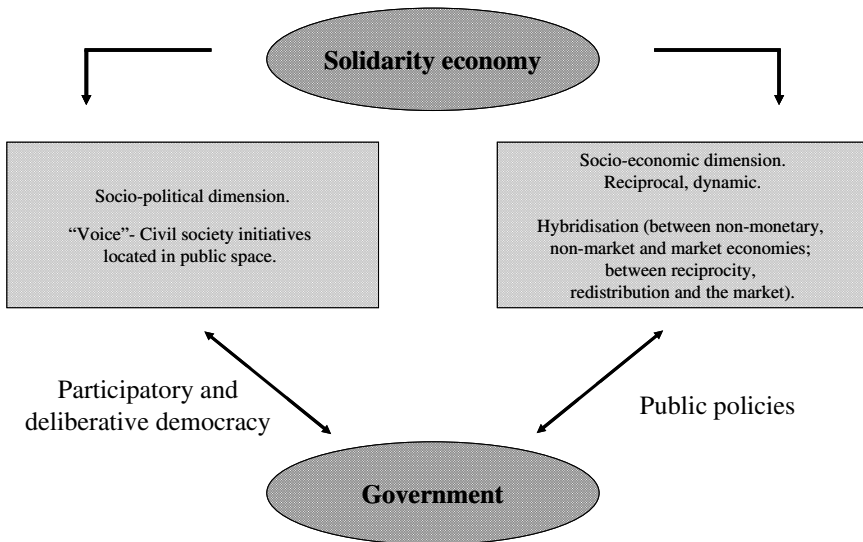 Solidarity economy
Socio-political dimension.
“Voice”- Civil society initiatives
located in public space.
Socio-economic dimension.
Reciprocal, dynamic.
Hybridisation (between non-monetary,
non-market and market economies;
between reciprocity,
redistribution and the market).
Participatory and
deliberative democracy
Public policies
Government